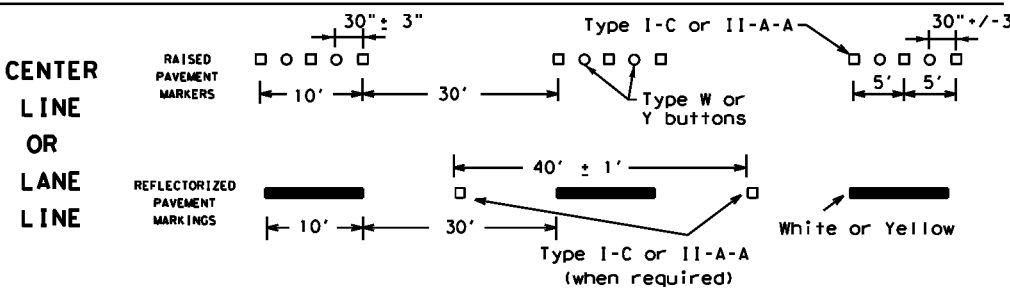 CENTER
LINE
OR
LANE
LINE
RAISED
PAVEMENT
MARKERS
30"± 3"
10'
30'
Type I-C or II-A-A
Type W or
Y buttons
30"+/-3
5'
5'
REFLECTORIZED
PAVEMENT
MARKINGS
10'
30'
40' ± 1'
Type I-C or II-A-A
(when required)
White or Yellow